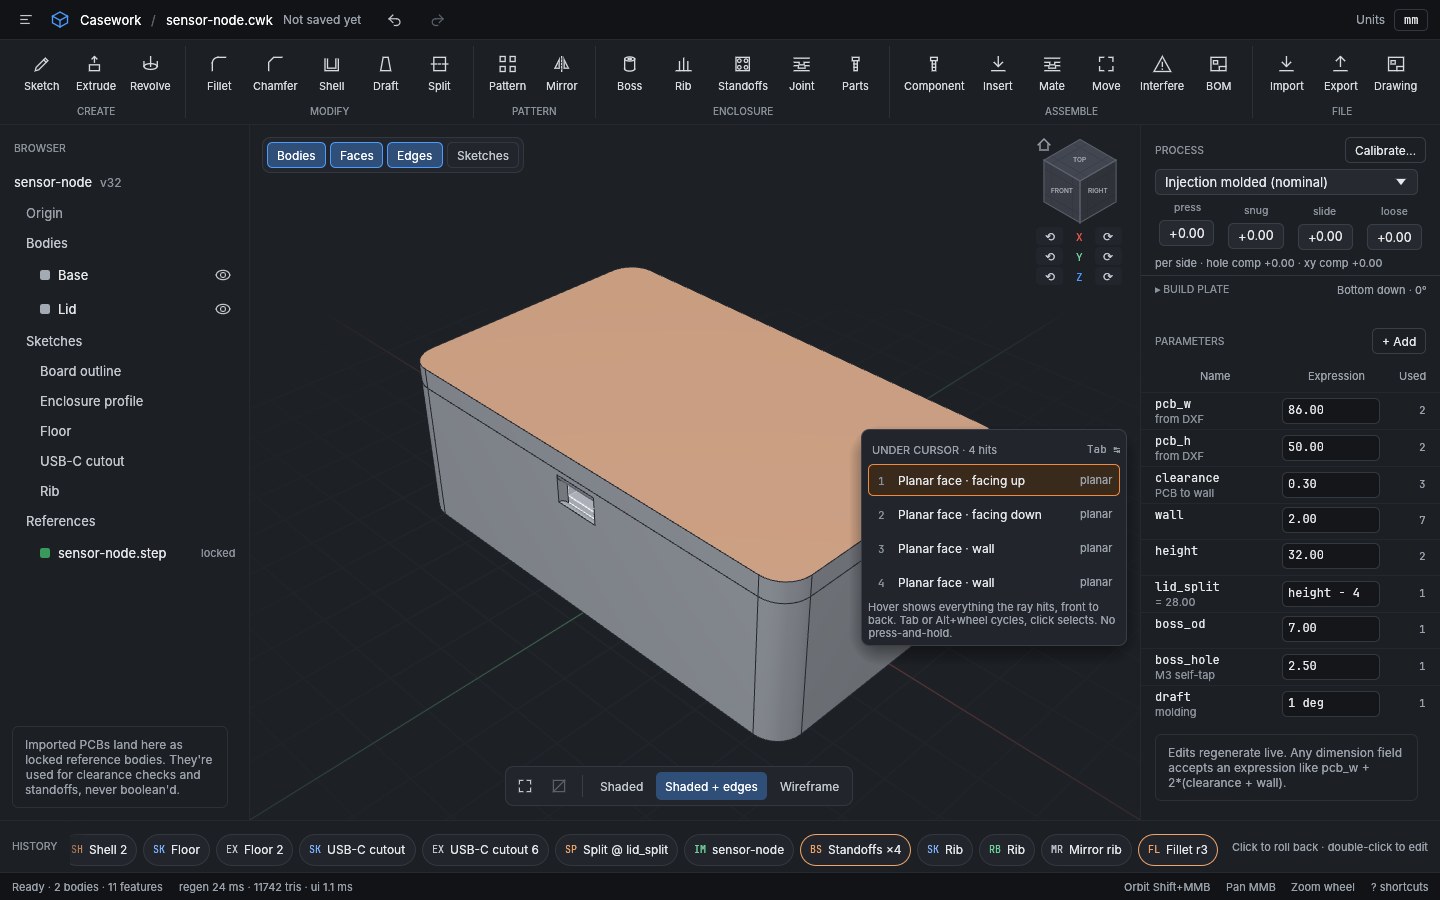 Casework / sensor-node.cwk Not saved yet
Units mm
Sketch Extrude Revolve
CREATE
Fillet Chamfer Shell Draft Split
MODIFY
Pattern Mirror
PATTERN
Boss Rib Standoffs Joint Parts
ENCLOSURE
Component Insert Mate Move Interfere BOM
ASSEMBLE
Import Export Drawing
FILE
BROWSER
sensor-node v32
Origin
Bodies
Base
Lid
Sketches
Board outline
Enclosure profile
Floor
USB-C cutout
Rib
References
sensor-node.step locked
Imported PCBs land here as
locked reference bodies. They're
used for clearance checks and
standoffs, never boolean'd.
Bodies Faces Edges Sketches
TOP
FRONT RIGHT
X
Y
Z
UNDER CURSOR · 4 hits Tab ⇆
1 Planar face · facing up planar
2 Planar face · facing down planar
3 Planar face · wall planar
4 Planar face · wall planar
Hover shows everything the ray hits, front to
back. Tab or Alt+wheel cycles, click selects. No
press-and-hold.
Shaded Shaded + edges Wireframe
PROCESS Calibrate...
Injection molded (nominal)
press snug slide loose
+0.00 +0.00 +0.00 +0.00
per side · hole comp +0.00 · xy comp +0.00
▸ BUILD PLATE Bottom down · 0°
PARAMETERS + Add
Name Expression Used
pcb_w 86.00 2
from DXF
pcb_h 50.00 2
from DXF
clearance 0.30 3
PCB to wall
wall 2.00 7
height 32.00 2
lid_split height - 4 1
= 28.00
boss_od 7.00 1
boss_hole 2.50 1
M3 self-tap
draft 1 deg 1
molding
Edits regenerate live. Any dimension field
accepts an expression like pcb_w +
2*(clearance + wall).
HISTORY SH Shell 2 SK Floor EX Floor 2 SK USB-C cutout EX USB-C cutout 6 SP Split @ lid_split IM sensor-node BS Standoffs ×4 SK Rib RB Rib MR Mirror rib FL Fillet r3 Click to roll back · double-click to edit
Ready · 2 bodies · 11 features regen 24 ms · 11742 tris · ui 1.1 ms
Orbit Shift+MMB Pan MMB Zoom wheel ? shortcuts